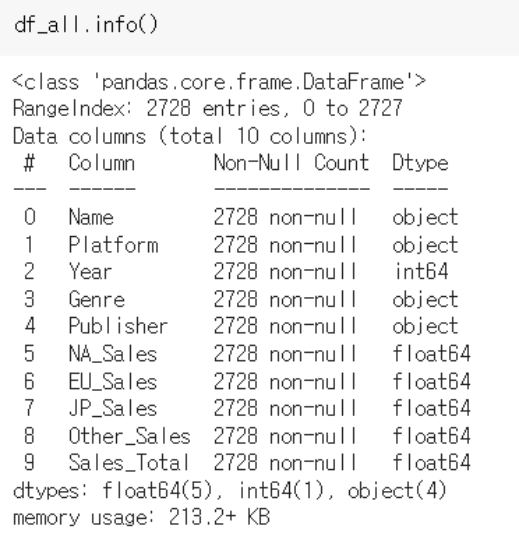 df_all.info()
<class 'pandas.core.frame.DataFrame'>
RangeIndex: 2728 entries, 0 to 2727
Data columns (total 10 columns):
 #   Column       Non-Null Count  Dtype
---  ------       --------------  -----
 0   Name         2728 non-null   object
 1   Platform     2728 non-null   object
 2   Year         2728 non-null   int64
 3   Genre        2728 non-null   object
 4   Publisher    2728 non-null   object
 5   NA_Sales     2728 non-null   float64
 6   EU_Sales     2728 non-null   float64
 7   JP_Sales     2728 non-null   float64
 8   Other_Sales  2728 non-null   float64
 9   Sales_Total  2728 non-null   float64
dtypes: float64(5), int64(1), object(4)
memory usage: 213.2+ KB